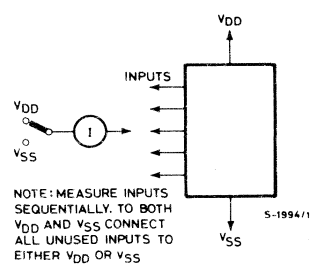 VDD
INPUTS
VDD
I
VSS
NOTE: MEASURE INPUTS
SEQUENTIALLY. TO BOTH
VDD AND VSS CONNECT
ALL UNUSED INPUTS TO
EITHER VDD OR VSS
S-1994/1
VSS